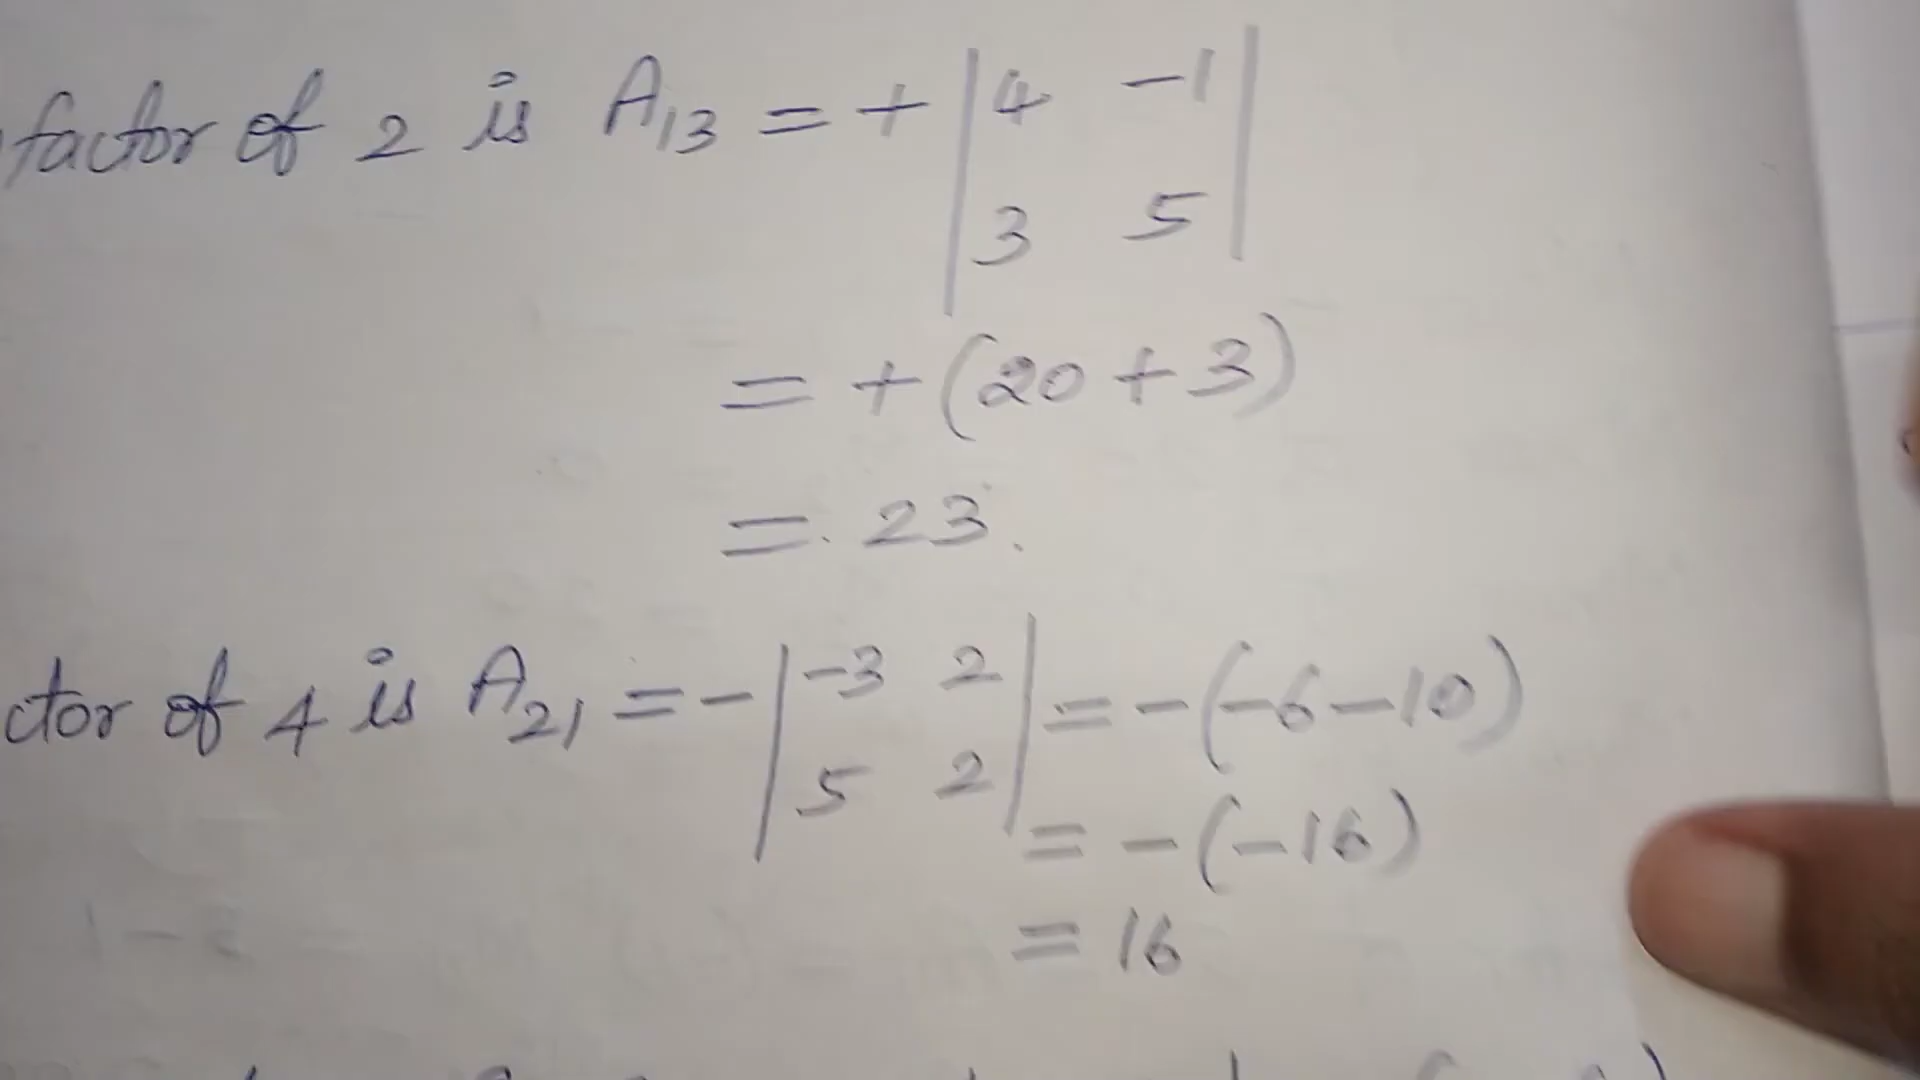 factor of 2 is A13 = + | 4 -1 |
| 3 5 |
= + (20 + 3)
= 23.
ctor of 4 is A21 = - | -3 2 | = - (-6 - 10)
| 5 2 |
= - (-16)
= 16